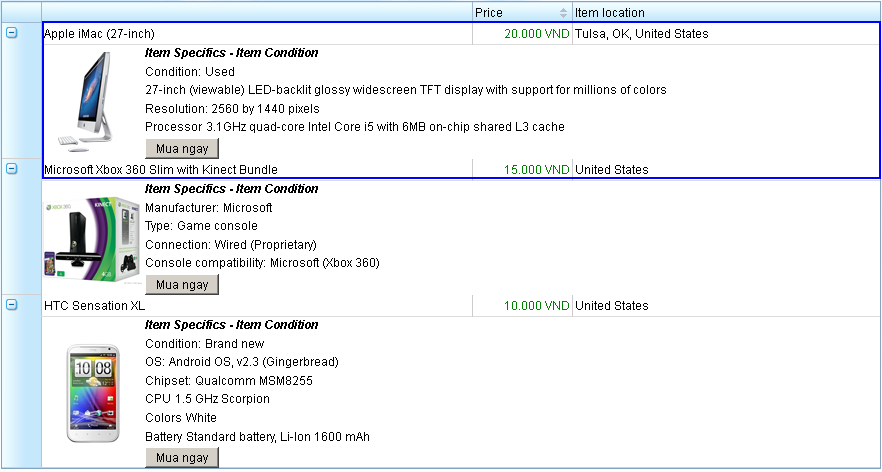 Price Item location
Apple iMac (27-inch) 20.000 VND Tulsa, OK, United States
Item Specifics - Item Condition
Condition: Used
27-inch (viewable) LED-backlit glossy widescreen TFT display with support for millions of colors
Resolution: 2560 by 1440 pixels
Processor 3.1GHz quad-core Intel Core i5 with 6MB on-chip shared L3 cache
Mua ngay
Microsoft Xbox 360 Slim with Kinect Bundle 15.000 VND United States
Item Specifics - Item Condition
XBOX 360 KINECT
Manufacturer: Microsoft
Type: Game console
Connection: Wired (Proprietary)
Console compatibility: Microsoft (Xbox 360)
4GB
Mua ngay
HTC Sensation XL 10.000 VND United States
Item Specifics - Item Condition
Condition: Brand new
OS: Android OS, v2.3 (Gingerbread)
10 08
Chipset: Qualcomm MSM8255
CPU 1.5 GHz Scorpion
Colors White
Battery Standard battery, Li-Ion 1600 mAh
Mua ngay